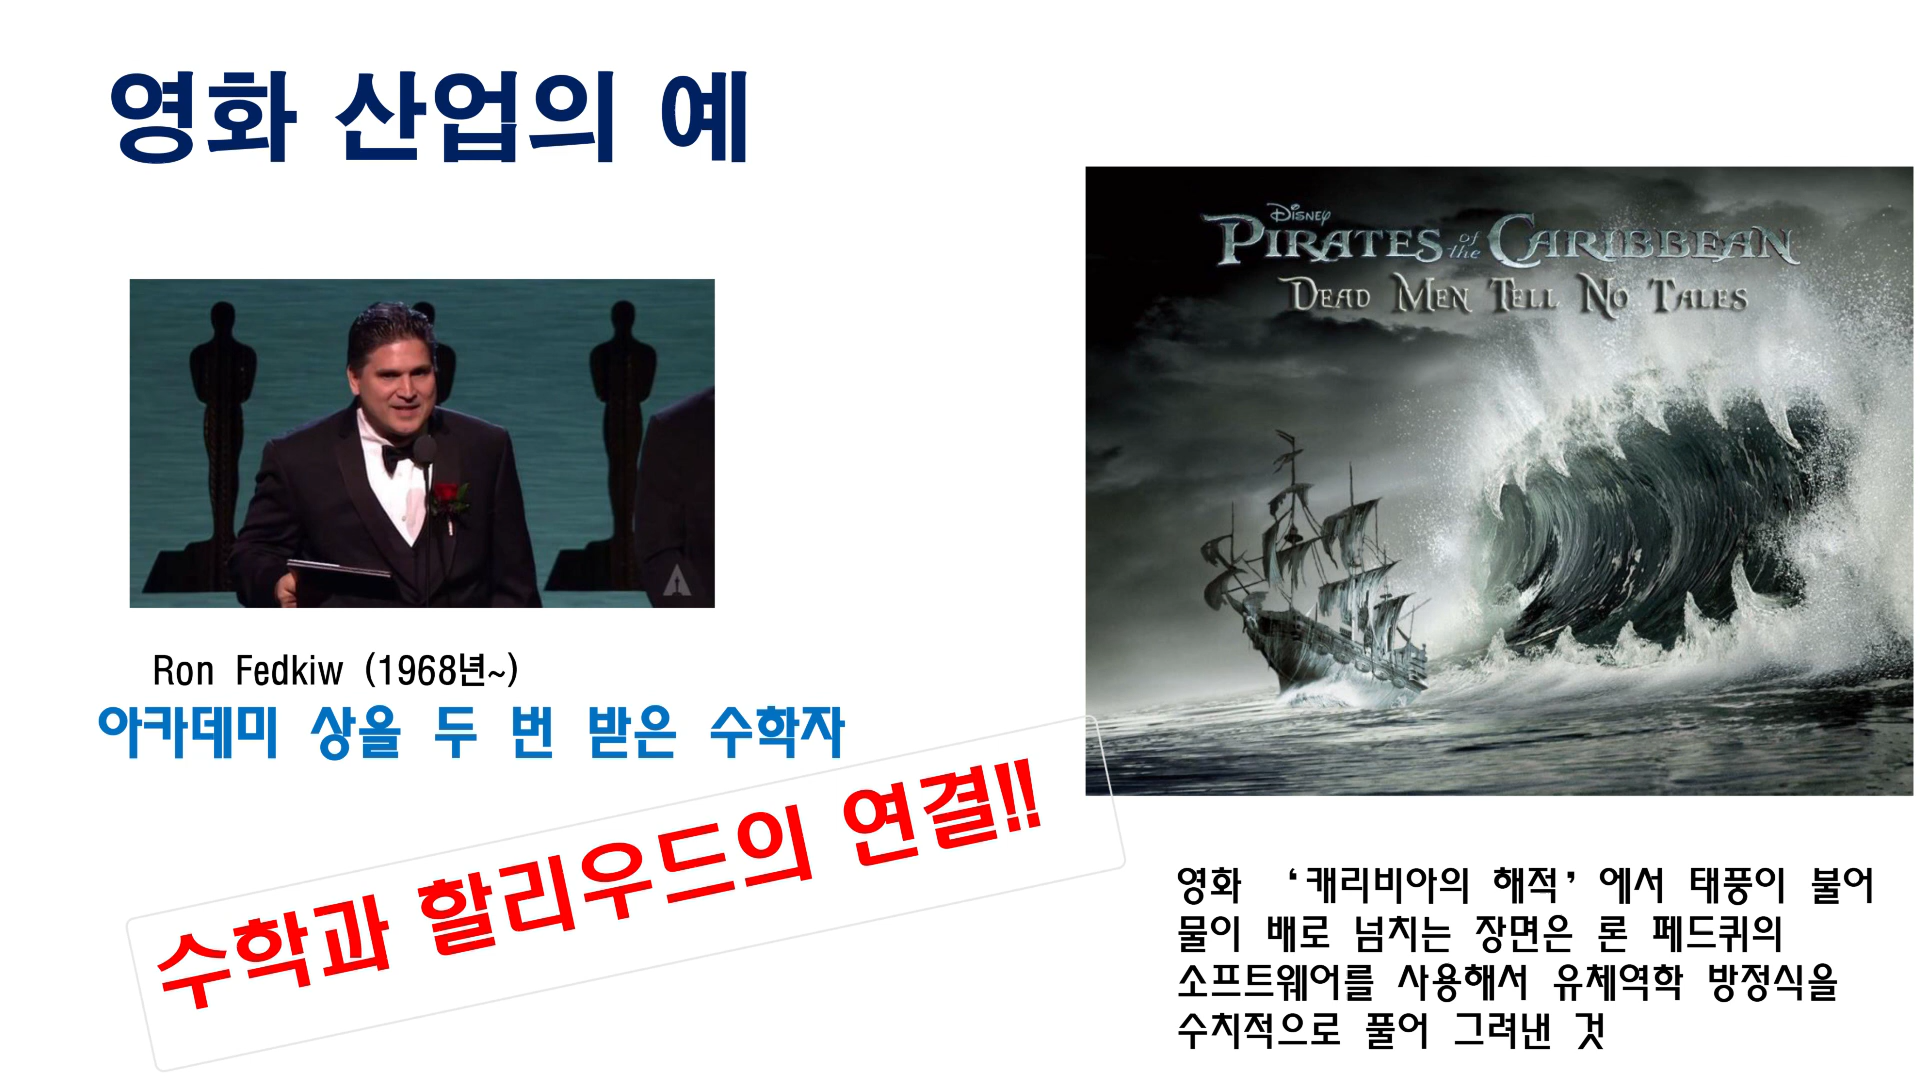 영화 산업의 예
DISNEY
PIRATES of the CARIBBEAN
DEAD MEN TELL NO TALES
Ron Fedkiw (1968년~)
아카데미 상을 두 번 받은 수학자
수학과 할리우드의 연결!!
영화 ‘캐리비아의 해적’에서 태풍이 불어
물이 배로 넘치는 장면은 론 페드퀴의
소프트웨어를 사용해서 유체역학 방정식을
수치적으로 풀어 그려낸 것